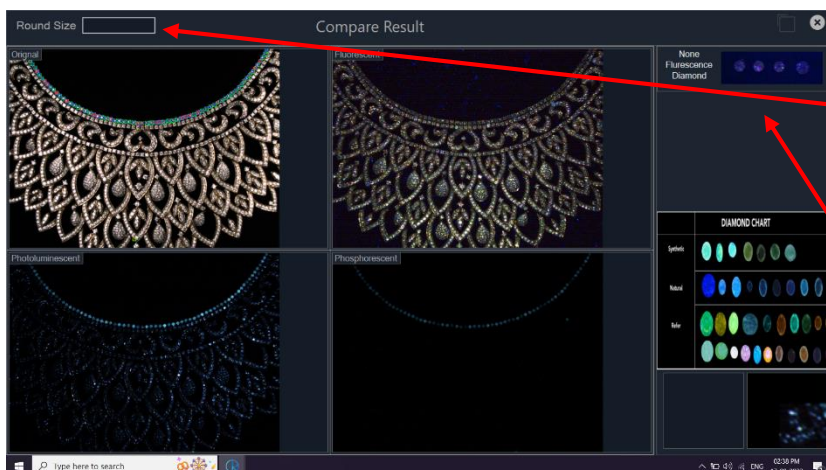 Round Size
Compare Result
Orignal
Fluorescent
None
Flurescence
Diamond
DIAMOND CHART
Synthetic
Natural
Refer
Photoluminescent
Phosphorescent
Type here to search
ENG
02:38 PM